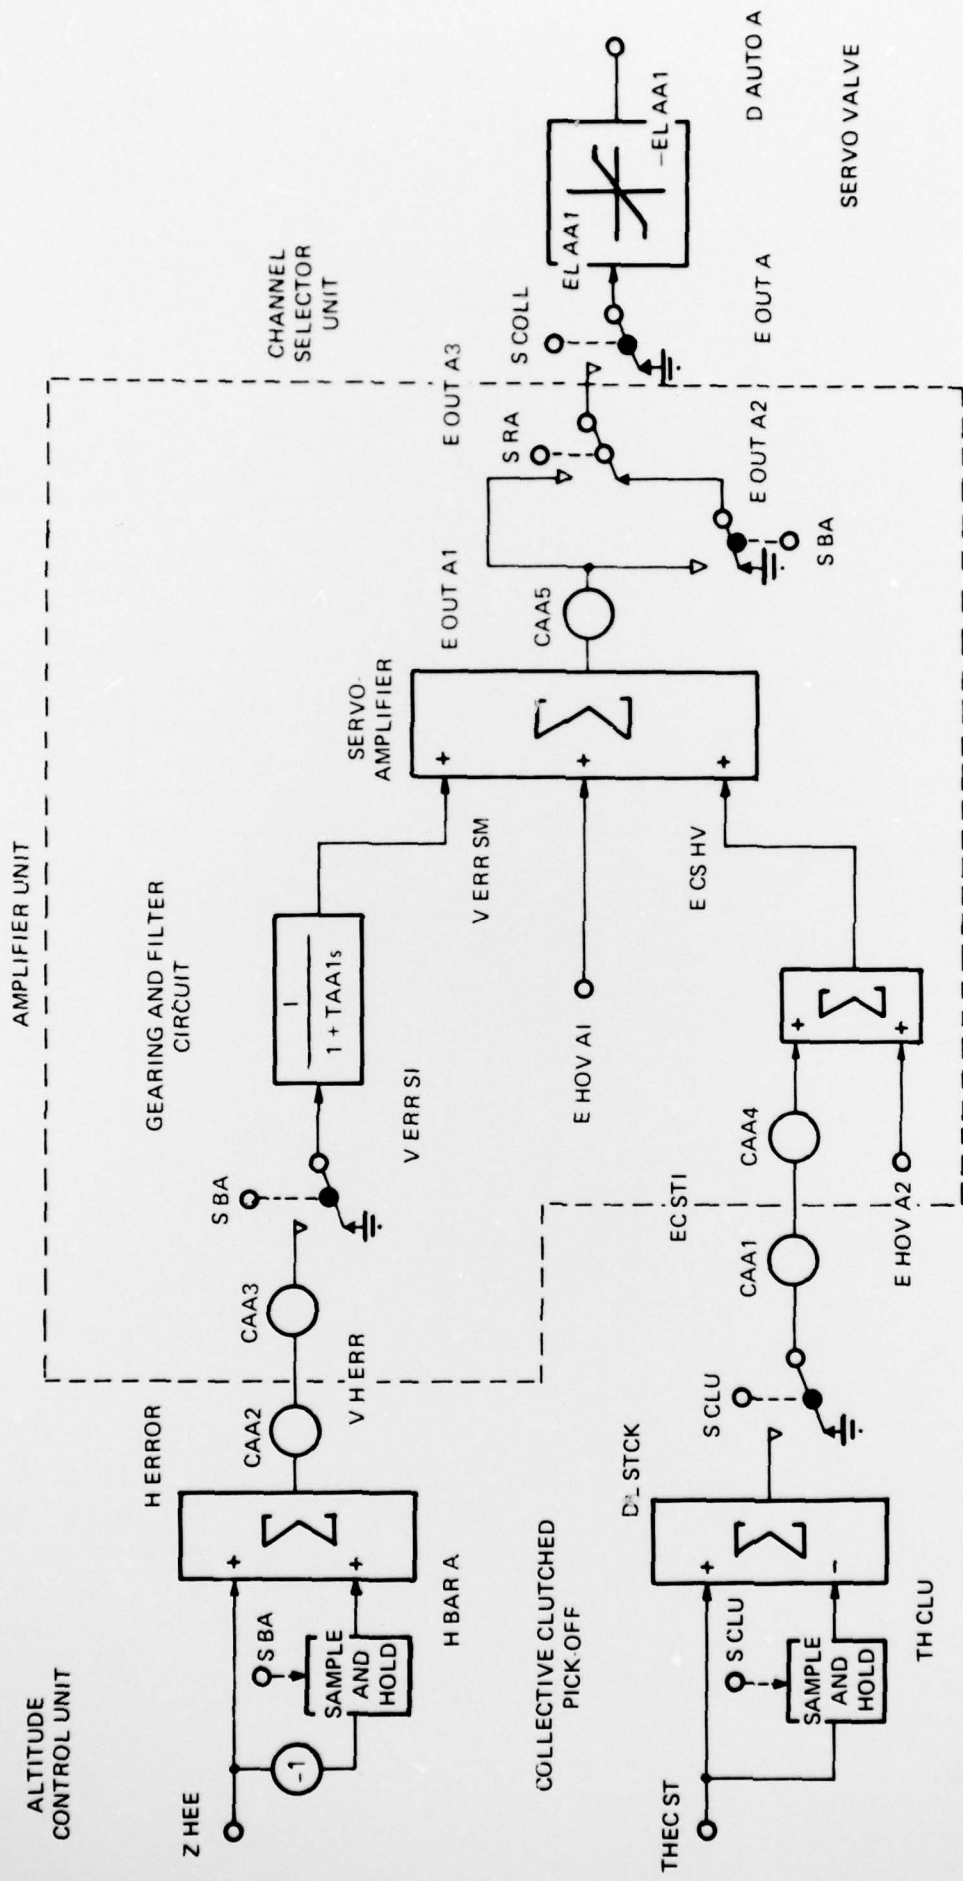 AMPLIFIER UNIT
ALTITUDE
CONTROL UNIT
Z HEE
-1
S BA
SAMPLE
AND
HOLD
H BAR A
+
+
Σ
H ERROR
CAA2
V H ERR
CAA3
S BA
V ERR SI
GEARING AND FILTER
CIRCUIT
1
1 + TAA1s
V ERR SM
E HOV A1
E CS HV
SERVO-
AMPLIFIER
+
+
+
Σ
CAA5
E OUT A1
S BA
E OUT A2
S RA
E OUT A3
CHANNEL
SELECTOR
UNIT
S COLL
E OUT A
EL AA1
-EL AA1
D AUTO A
SERVO VALVE
COLLECTIVE CLUTCHED
PICK-OFF
THEC ST
S CLU
SAMPLE
AND
HOLD
TH CLU
+
-
Σ
STCK
S CLU
CAA1
EC STI
CAA4
E HOV A2
+
+
Σ